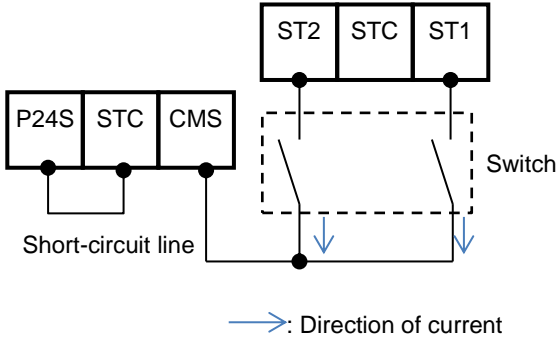 ST2 STC ST1
P24S STC CMS
Switch
Short-circuit line
: Direction of current